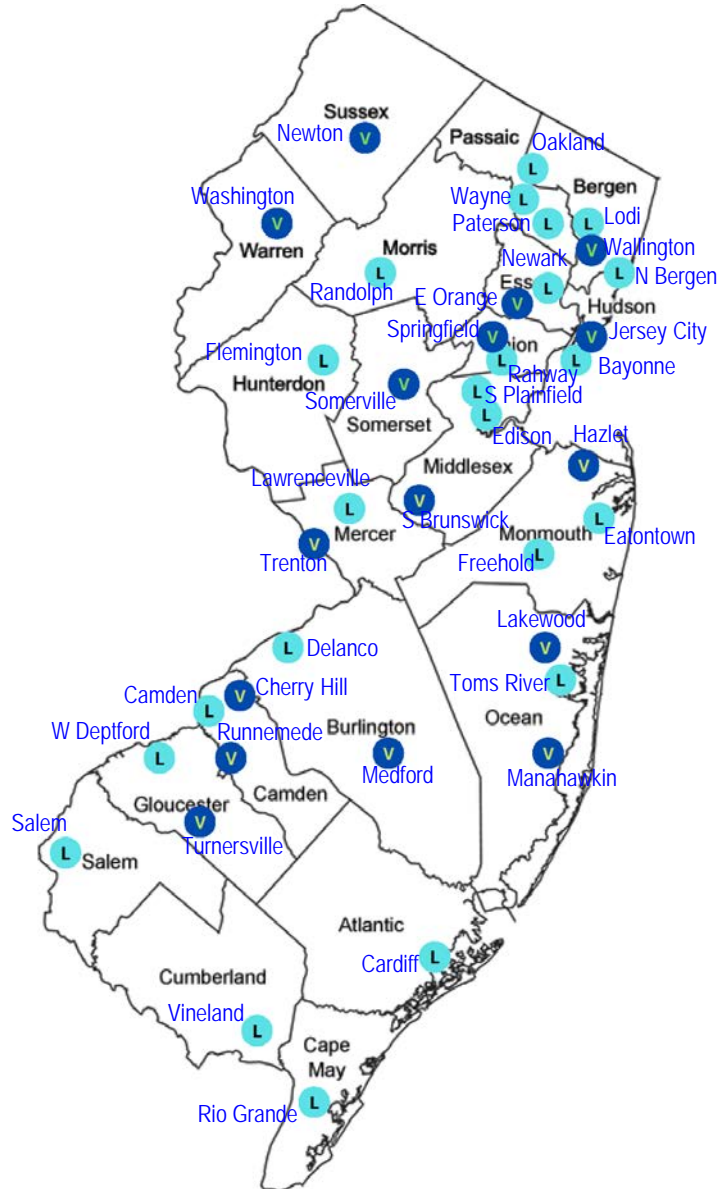 Sussex
Newton V
Passaic
Oakland
L
Bergen
Washington
V
Warren
Wayne L
Paterson L
L Lodi
Morris
L
Randolph
Newark
V Wallington
L N Bergen
Ess L
E Orange V
Hudson
Springfield V
V Jersey City
ion
L
Rahway
L Bayonne
Flemington L
Hunterdon
V
Somerville
Somerset
L S Plainfield
L
Edison
Hazlet
V
Middlesex
Lawrenceville
L
Mercer
V
S Brunswick
L
Monmouth
Eatontown
V
Trenton
Freehold L
Lakewood
V
L Delanco
Toms River L
Camden L
V Cherry Hill
Ocean
W Deptford
L
Runnemede
V
Burlington
V
Medford
V
Manahawkin
Camden
Gloucester
V
Turnersville
Salem
L Salem
Atlantic
Cardiff L
Cumberland
Vineland L
Cape
May
Rio Grande L